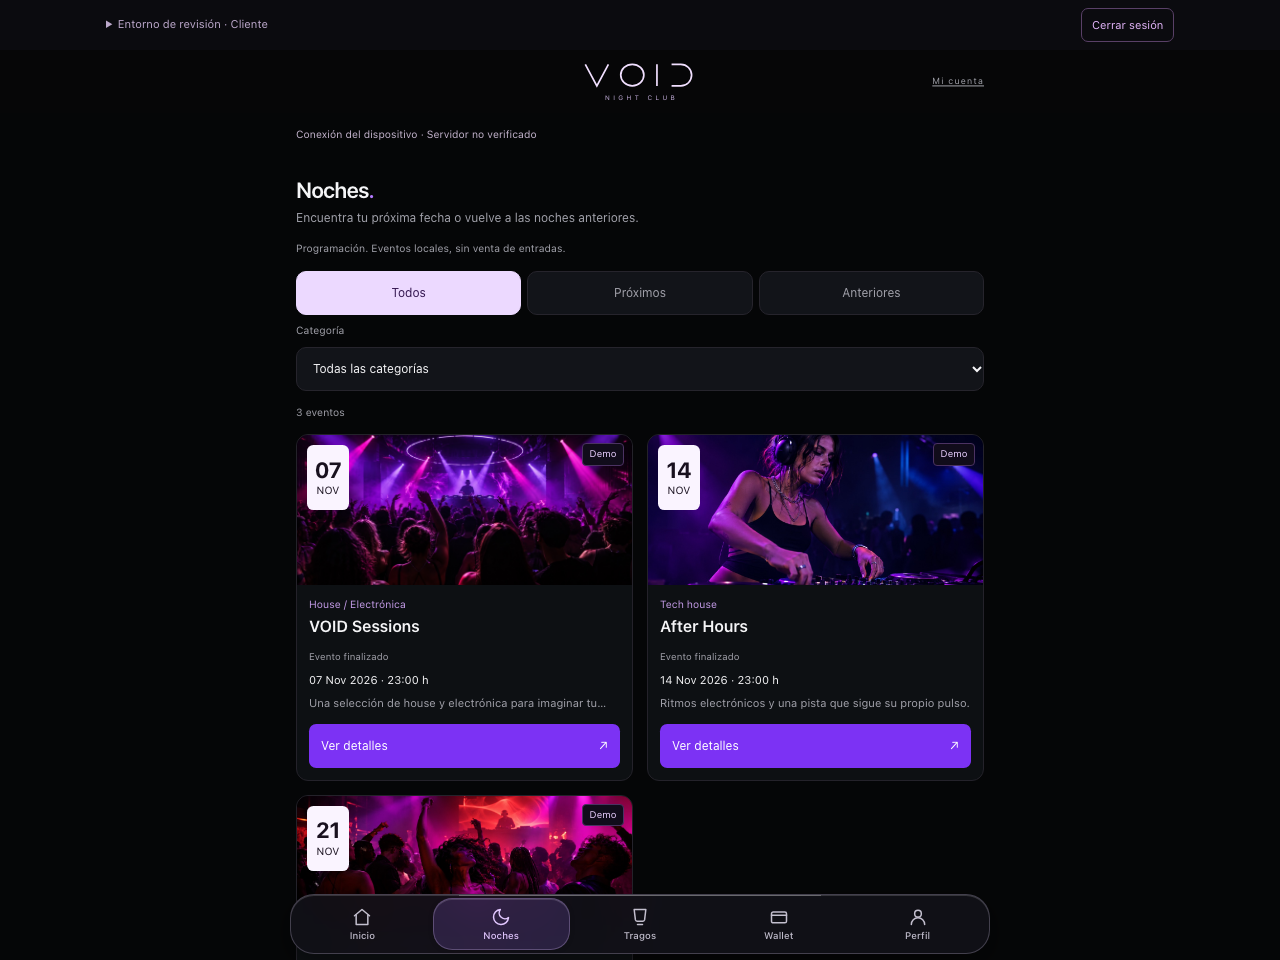 Entorno de revisión · Cliente
Cerrar sesión
VOID
NIGHT CLUB
Mi cuenta
Conexión del dispositivo · Servidor no verificado
Noches.
Encuentra tu próxima fecha o vuelve a las noches anteriores.
Programación. Eventos locales, sin venta de entradas.
Todos
Próximos
Anteriores
Categoría
Todas las categorías
3 eventos
07
NOV
Demo
House / Electrónica
VOID Sessions
Evento finalizado
07 Nov 2026 · 23:00 h
Una selección de house y electrónica para imaginar tu...
Ver detalles
14
NOV
Demo
Tech house
After Hours
Evento finalizado
14 Nov 2026 · 23:00 h
Ritmos electrónicos y una pista que sigue su propio pulso.
Ver detalles
21
NOV
Demo
Inicio
Noches
Tragos
Wallet
Perfil